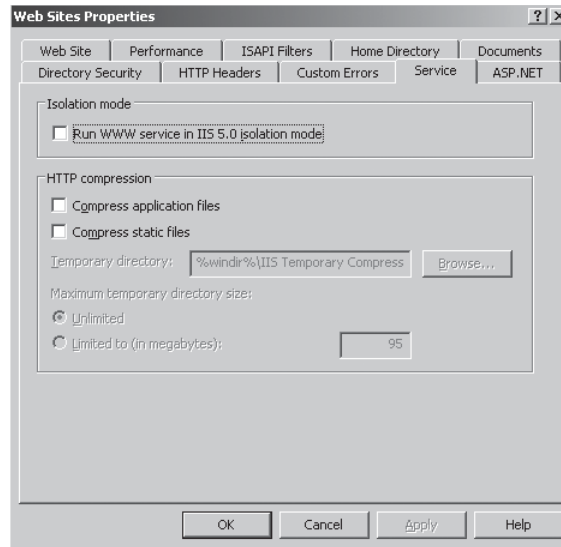 Web Sites Properties
Web Site Performance ISAPI Filters Home Directory Documents
Directory Security HTTP Headers Custom Errors Service ASP.NET
Isolation mode
Run WWW service in IIS 5.0 isolation mode
HTTP compression
Compress application files
Compress static files
Temporary directory: %windir%\IIS Temporary Compress Browse...
Maximum temporary directory size:
Unlimited
Limited to (in megabytes): 95
OK Cancel Apply Help